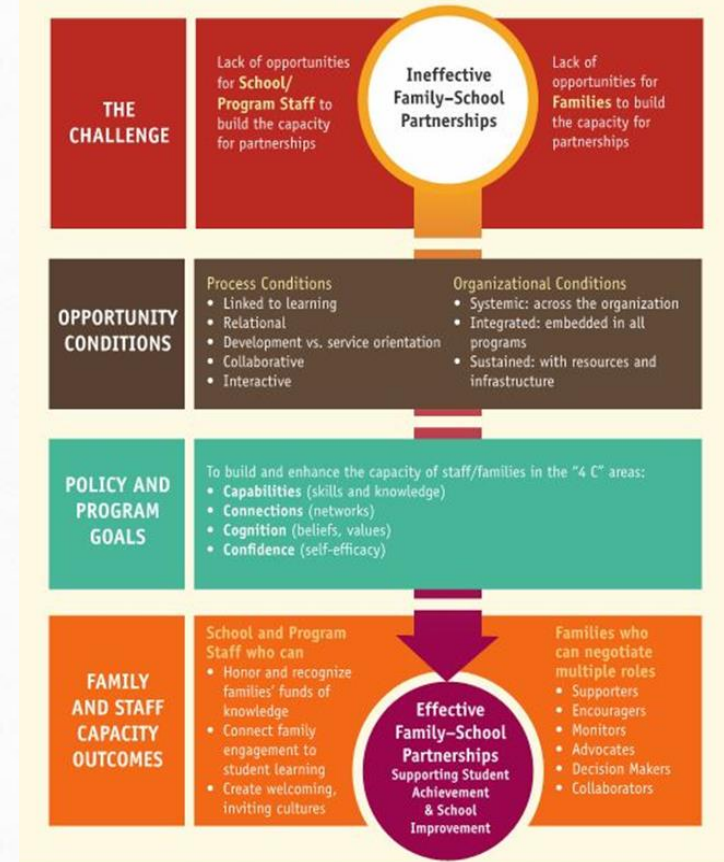 THE
CHALLENGE
Lack of opportunities
for School/
Program Staff to
build the capacity
for partnerships
Ineffective
Family–School
Partnerships
Lack of
opportunities for
Families to build
the capacity for
partnerships
OPPORTUNITY
CONDITIONS
Process Conditions
• Linked to learning
• Relational
• Development vs. service orientation
• Collaborative
• Interactive
Organizational Conditions
• Systemic: across the organization
• Integrated: embedded in all
programs
• Sustained: with resources and
infrastructure
POLICY AND
PROGRAM
GOALS
To build and enhance the capacity of staff/families in the "4 C" areas:
• Capabilities (skills and knowledge)
• Connections (networks)
• Cognition (beliefs, values)
• Confidence (self-efficacy)
FAMILY
AND STAFF
CAPACITY
OUTCOMES
School and Program
Staff who can
• Honor and recognize
families' funds of
knowledge
• Connect family
engagement to
student learning
• Create welcoming,
inviting cultures
Effective
Family–School
Partnerships
Supporting Student
Achievement
& School
Improvement
Families who
can negotiate
multiple roles
• Supporters
• Encouragers
• Monitors
• Advocates
• Decision Makers
• Collaborators